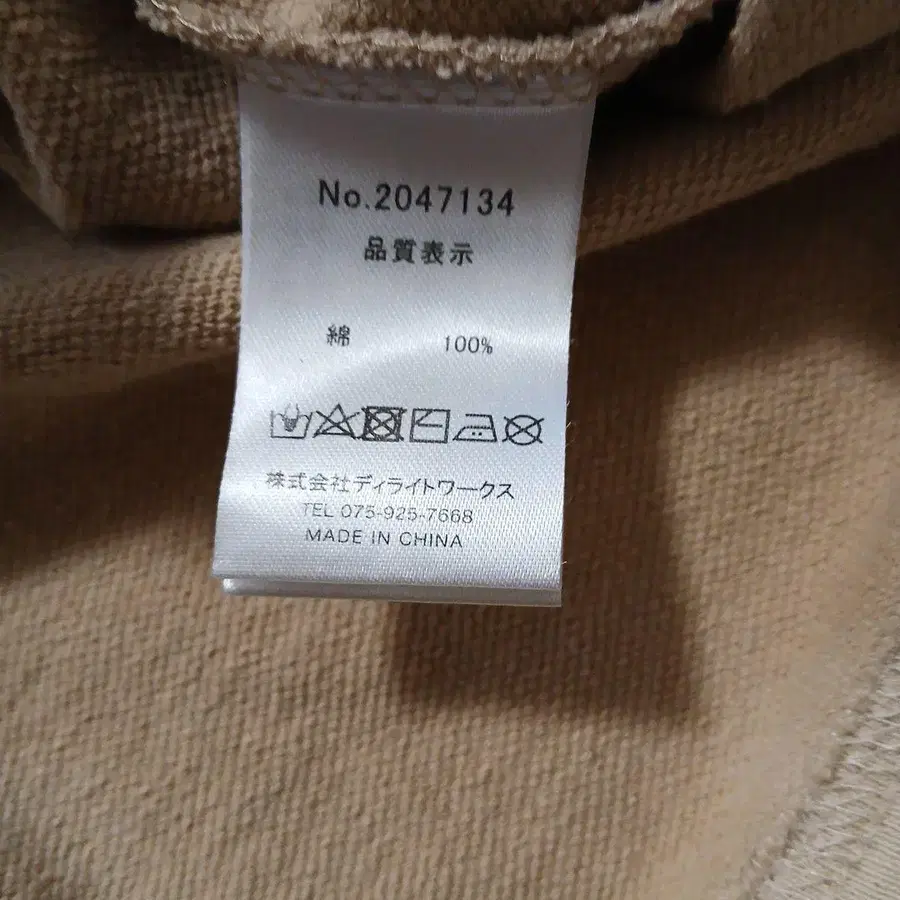 No.2047134
品質表示
綿 100%
株式会社ディライトワークス
TEL 075-925-7668
MADE IN CHINA